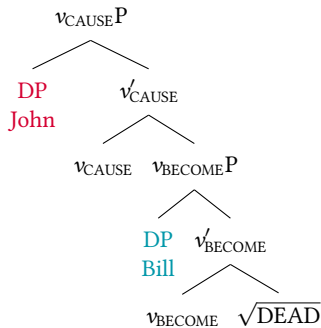 vCAUSEP
DP
John
v′CAUSE
vCAUSE vBECOMEP
DP
Bill
v′BECOME
vBECOME √DEAD